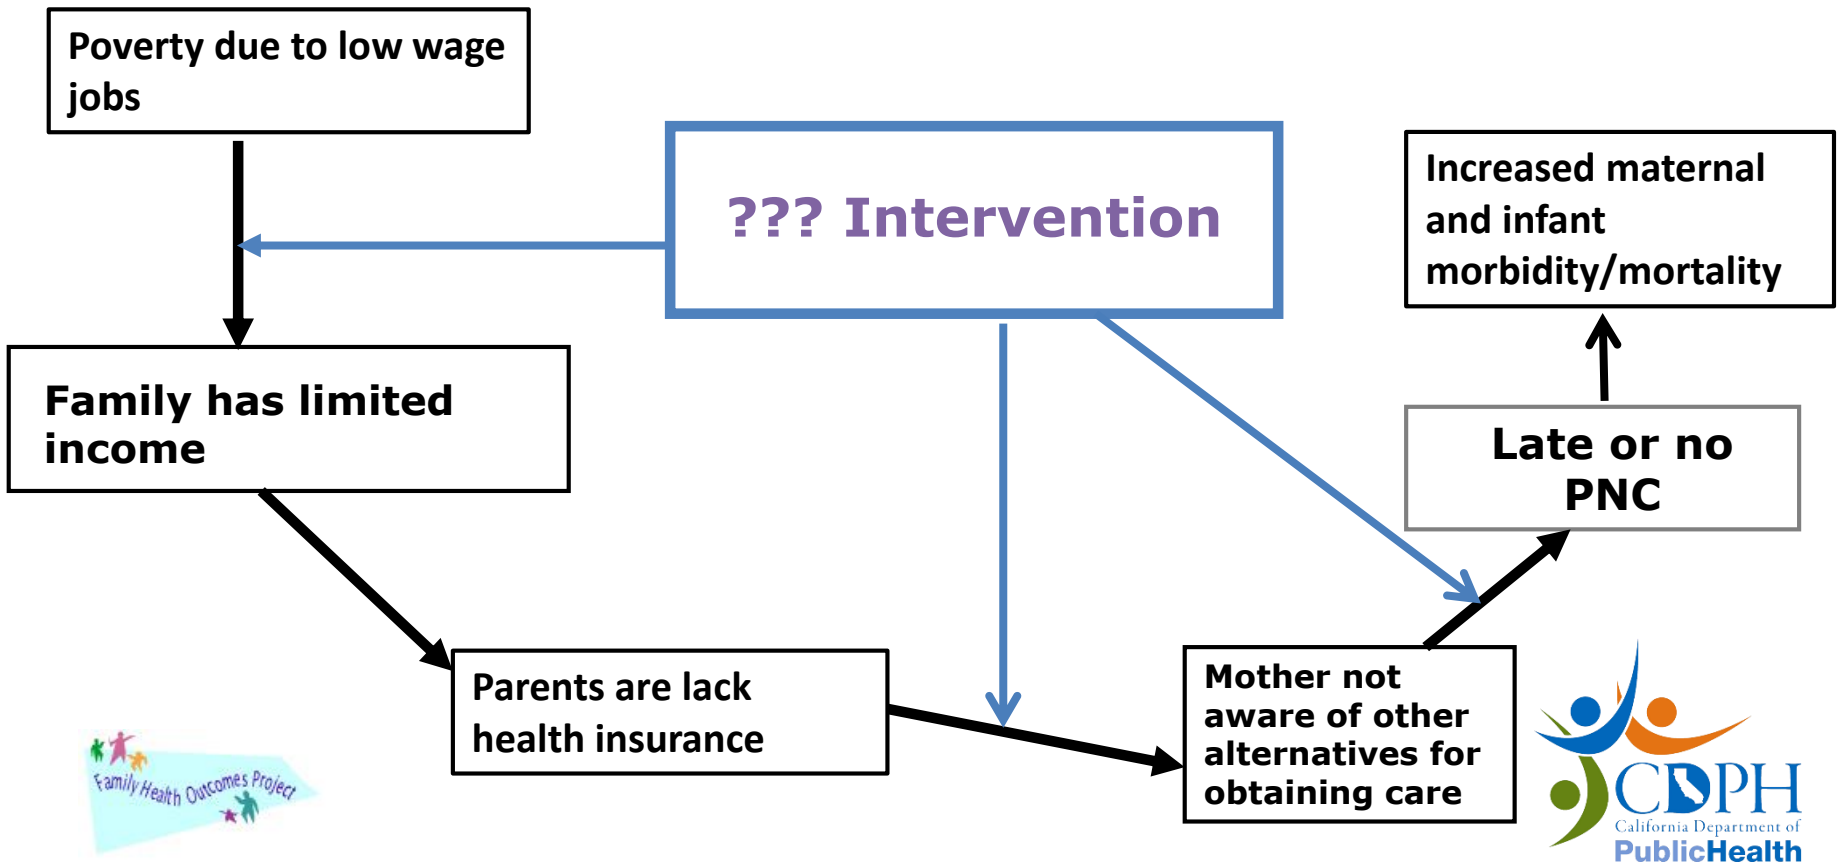 Poverty due to low wage
jobs
??? Intervention
Increased maternal
and infant
morbidity/mortality
Family has limited
income
Late or no
PNC
Parents are lack
health insurance
Mother not
aware of other
alternatives for
obtaining care
Family Health Outcomes Project
CDPH
California Department of
PublicHealth